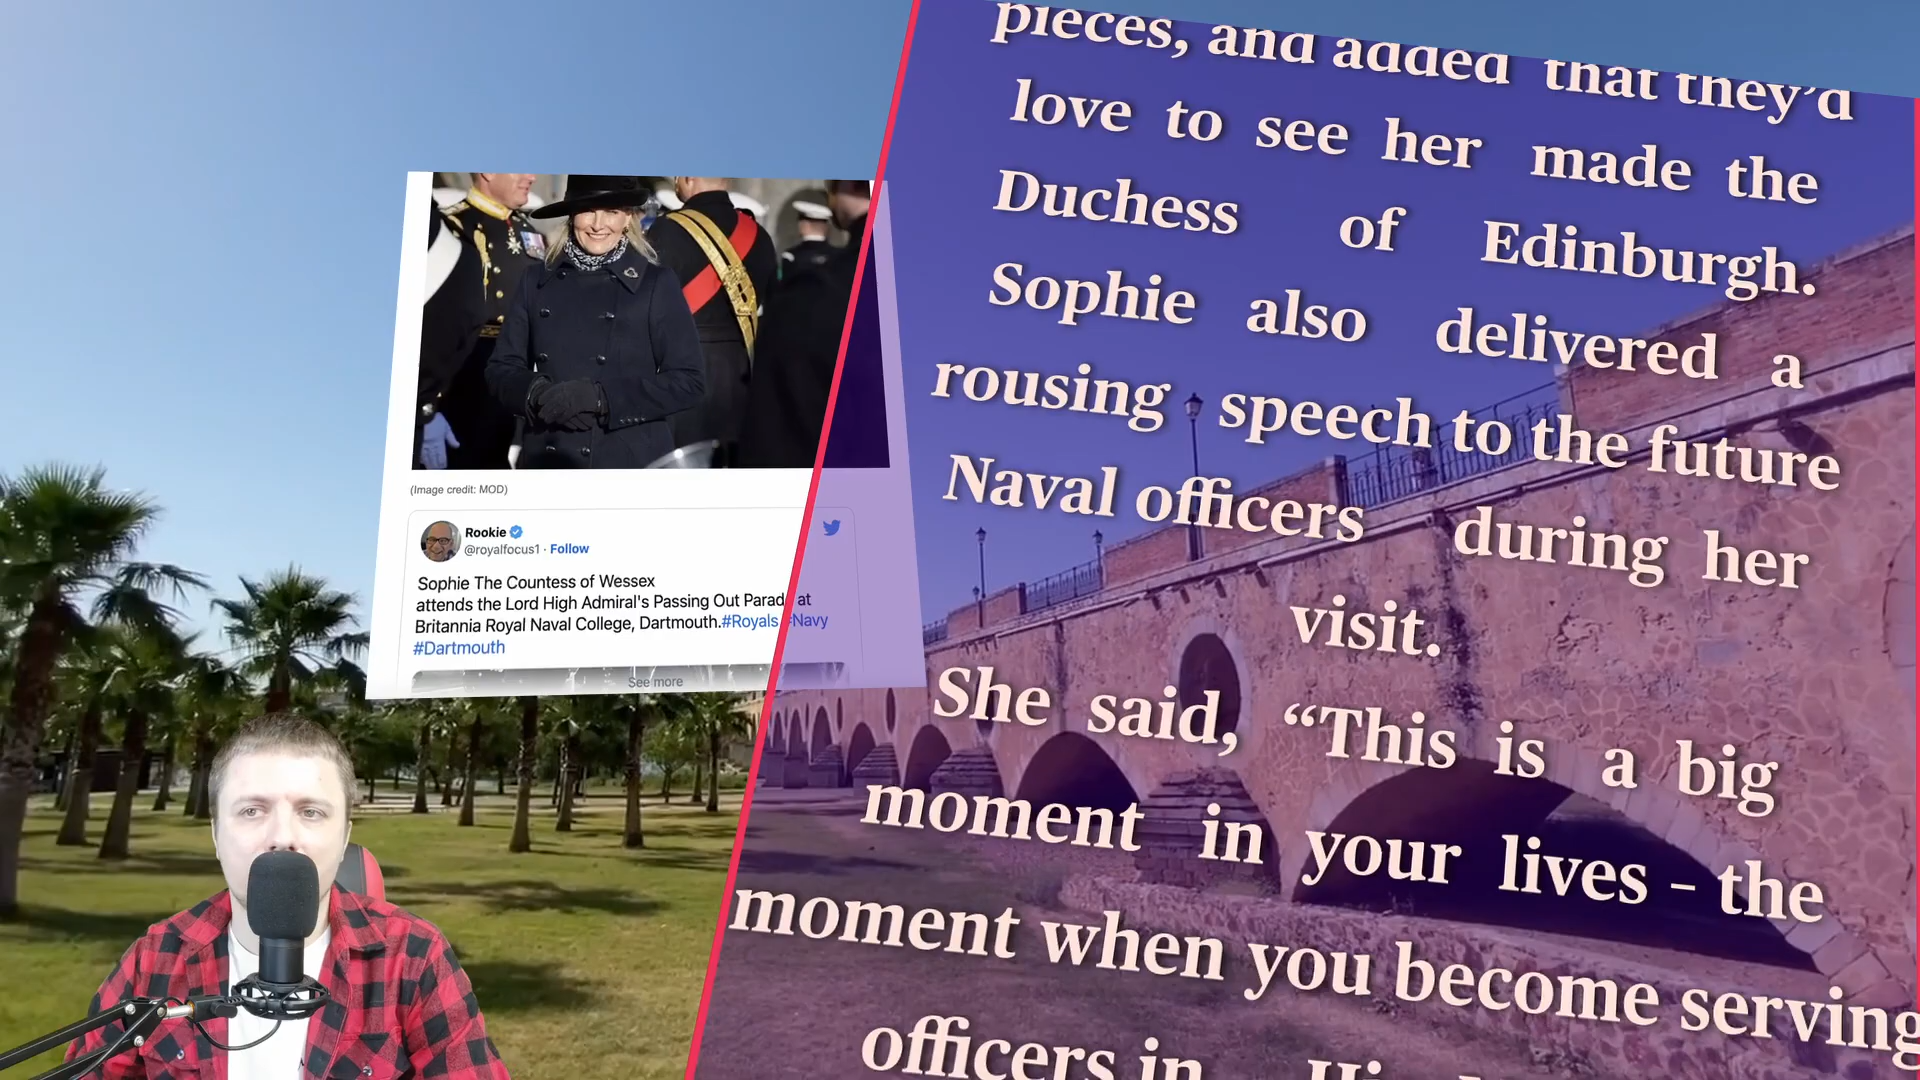 (Image credit: MOD)
Rookie
@royalfocus1 · Follow
Sophie The Countess of Wessex
attends the Lord High Admiral's Passing Out Parade at
Britannia Royal Naval College, Dartmouth.#Royals #Navy
#Dartmouth
See more
pieces, and added that they’d
love to see her made the
Duchess of Edinburgh.
Sophie also delivered a
rousing speech to the future
Naval officers during her
visit.
She said, “This is a big
moment in your lives – the
moment when you become serving
officers in